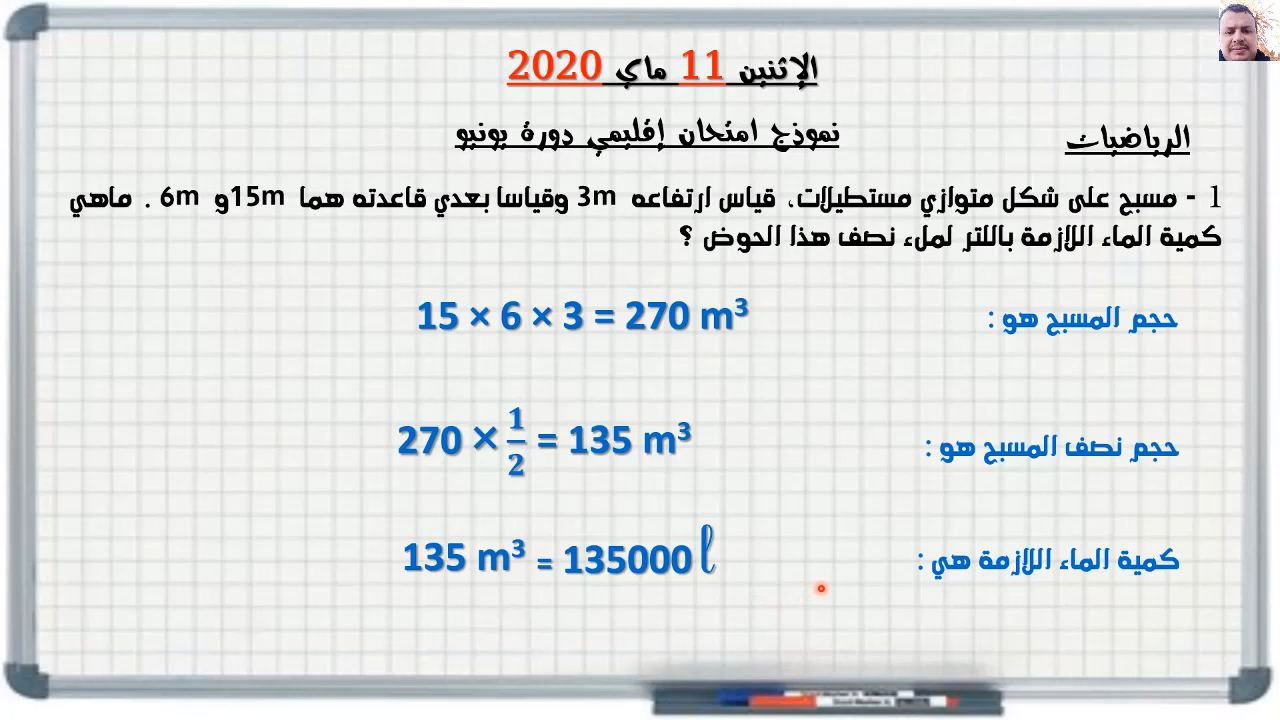 الإثنين 11 ماي 2020
الرياضيات
نموذج امتحان إقليمي دورة يونيو
1 - مسبح على شكل متوازي مستطيلات، قياس ارتفاعه 3m وقياسا بعدي قاعدته هما 15m و 6m . ماهي
كمية الماء اللازمة باللتر لملء نصف هذا الحوض ؟
حجم المسبح هو :
15 × 6 × 3 = 270 m³
حجم نصف المسبح هو :
270 × 1/2 = 135 m³
كمية الماء اللازمة هي :
135 m³ = 135000 ℓ